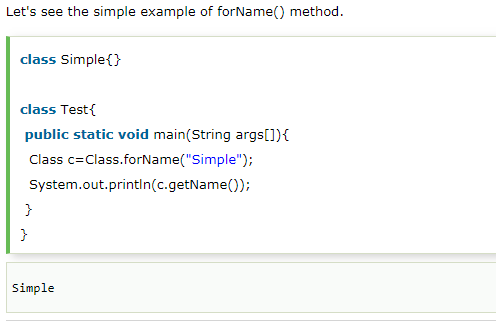 Let's see the simple example of forName() method.
class Simple{}
class Test{
public static void main(String args[]){
Class c=Class.forName("Simple");
System.out.println(c.getName());
}
}
Simple